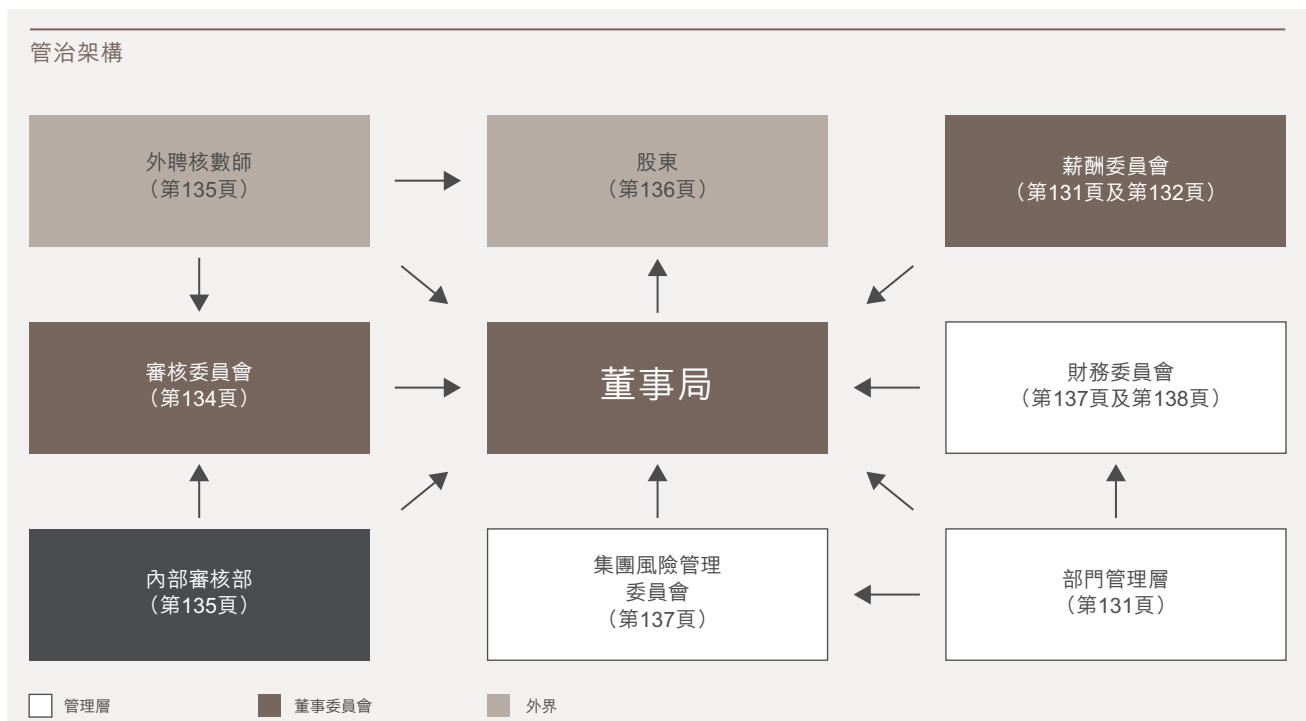 管治架構
外聘核數師
（第135頁）
股東
（第136頁）
薪酬委員會
（第131頁及第132頁）
審核委員會
（第134頁）
董事局
財務委員會
（第137頁及第138頁）
內部審核部
（第135頁）
集團風險管理
委員會
（第137頁）
部門管理層
（第131頁）
管理層
董事委員會
外界